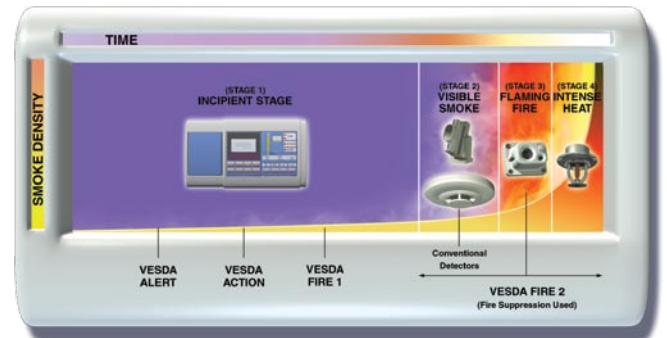 TIME
SMOKE DENSITY
(STAGE 1)
INCIPIENT STAGE
(STAGE 2)
VISIBLE
SMOKE
(STAGE 3)
FLAMING
FIRE
(STAGE 4)
INTENSE
HEAT
VESDA
ALERT
VESDA
ACTION
VESDA
FIRE 1
Conventional
Detectors
VESDA FIRE 2
(Fire Suppression Used)